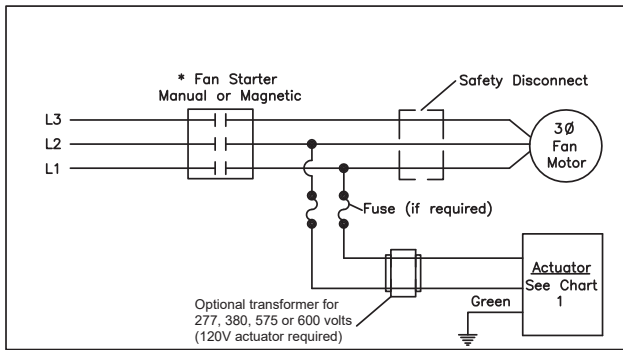 * Fan Starter
Manual or Magnetic
Safety Disconnect
L3
L2
L1
3Ø
Fan
Motor
Fuse (if required)
Actuator
See Chart
1
Green
Optional transformer for
277, 380, 575 or 600 volts
(120V actuator required)